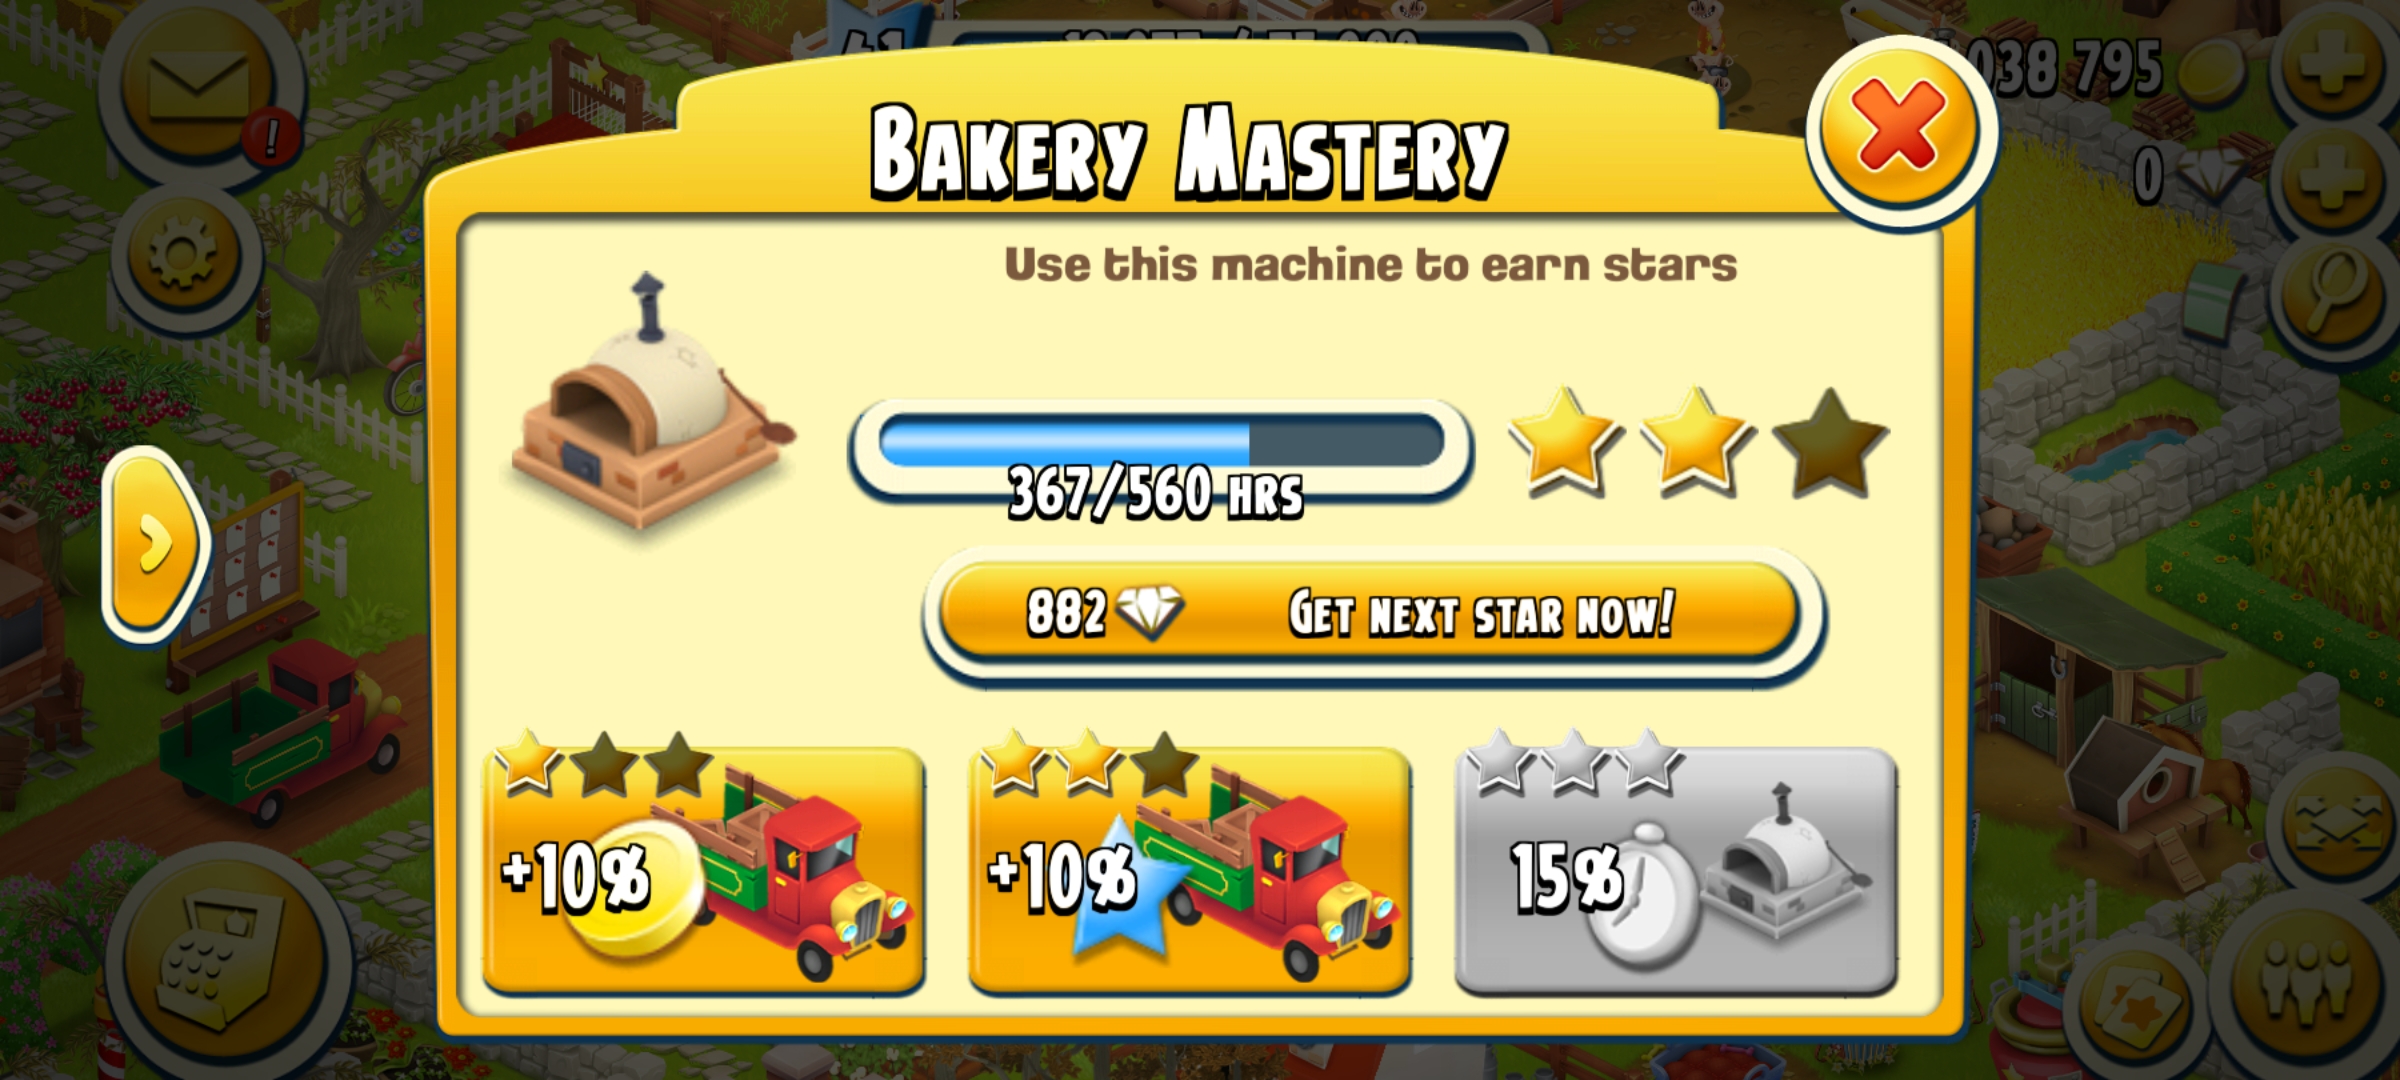 BAKERY MASTERY
038 795
0
!
Use this machine to earn stars
367/560 HRS
882 GET NEXT STAR NOW!
+10% +10% 15%